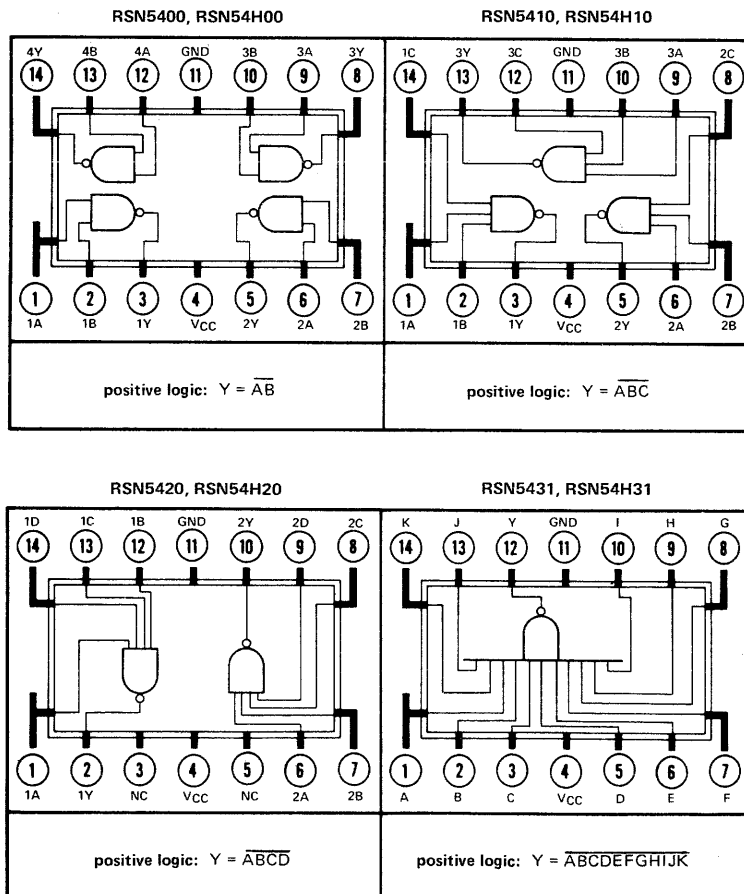 RSN5400, RSN54H00
4Y 4B 4A GND 3B 3A 3Y
14 13 12 11 10 9 8
1 2 3 4 5 6 7
1A 1B 1Y VCC 2Y 2A 2B
positive logic: Y = A̅B̅
RSN5410, RSN54H10
1C 3Y 3C GND 3B 3A 2C
14 13 12 11 10 9 8
1 2 3 4 5 6 7
1A 1B 1Y VCC 2Y 2A 2B
positive logic: Y = A̅B̅C̅
RSN5420, RSN54H20
1D 1C 1B GND 2Y 2D 2C
14 13 12 11 10 9 8
1 2 3 4 5 6 7
1A 1Y NC VCC NC 2A 2B
positive logic: Y = A̅B̅C̅D̅
RSN5431, RSN54H31
K J Y GND I H G
14 13 12 11 10 9 8
1 2 3 4 5 6 7
A B C VCC D E F
positive logic: Y = A̅B̅C̅D̅E̅F̅G̅H̅I̅J̅K̅